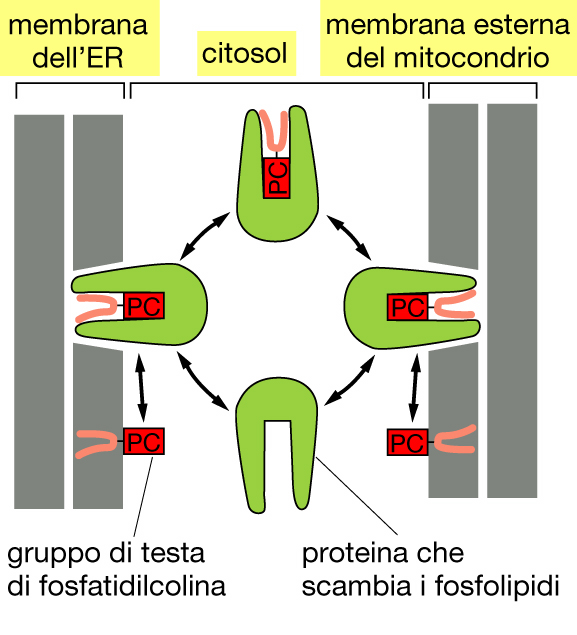 membrana
dell'ER
citosol
membrana esterna
del mitocondrio
PC
PC
PC
PC
PC
gruppo di testa
di fosfatidilcolina
proteina che
scambia i fosfolipidi